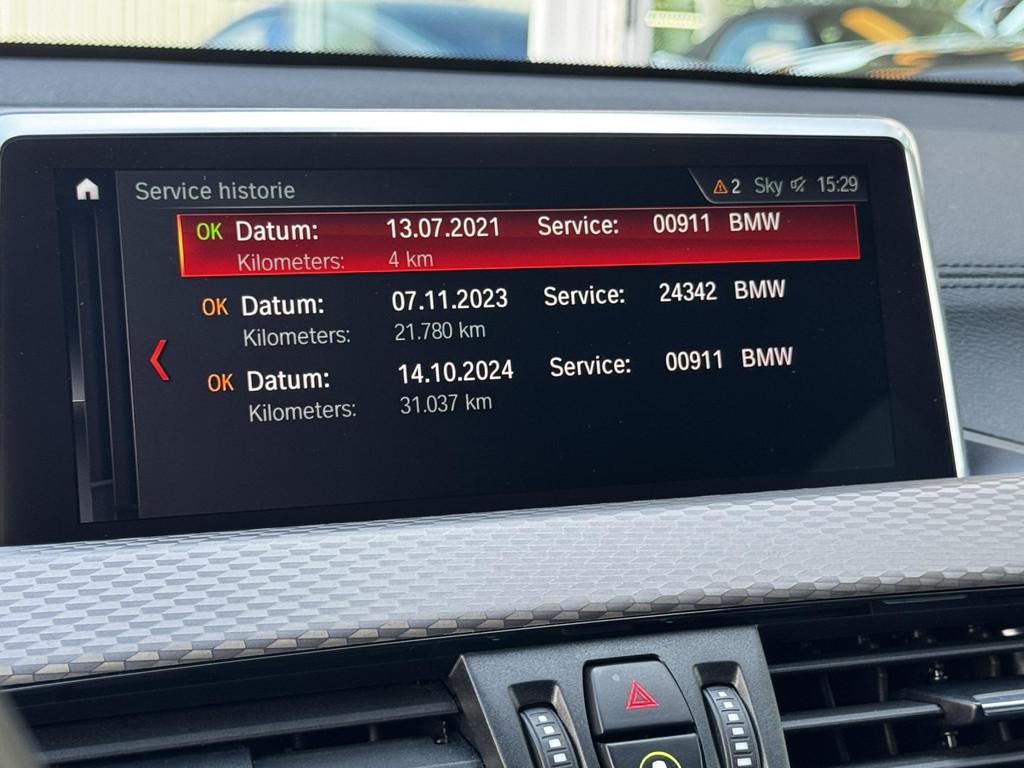 Service historie
2 Sky 15:29
OK Datum: 13.07.2021 Service: 00911 BMW
Kilometers: 4 km
OK Datum: 07.11.2023 Service: 24342 BMW
Kilometers: 21.780 km
OK Datum: 14.10.2024 Service: 00911 BMW
Kilometers: 31.037 km